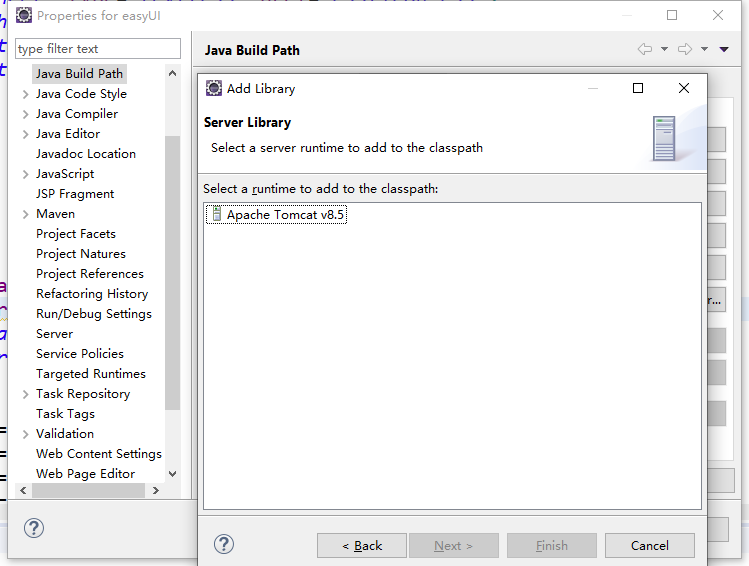 Properties for easyUI
type filter text
Java Build Path
Java Code Style
Java Compiler
Java Editor
Javadoc Location
JavaScript
JSP Fragment
Maven
Project Facets
Project Natures
Project References
Refactoring History
Run/Debug Settings
Server
Service Policies
Targeted Runtimes
Task Repository
Task Tags
Validation
Web Content Settings
Web Page Editor
Java Build Path
Add Library
Server Library
Select a server runtime to add to the classpath
Select a runtime to add to the classpath:
Apache Tomcat v8.5
r...
< Back
Next >
Finish
Cancel